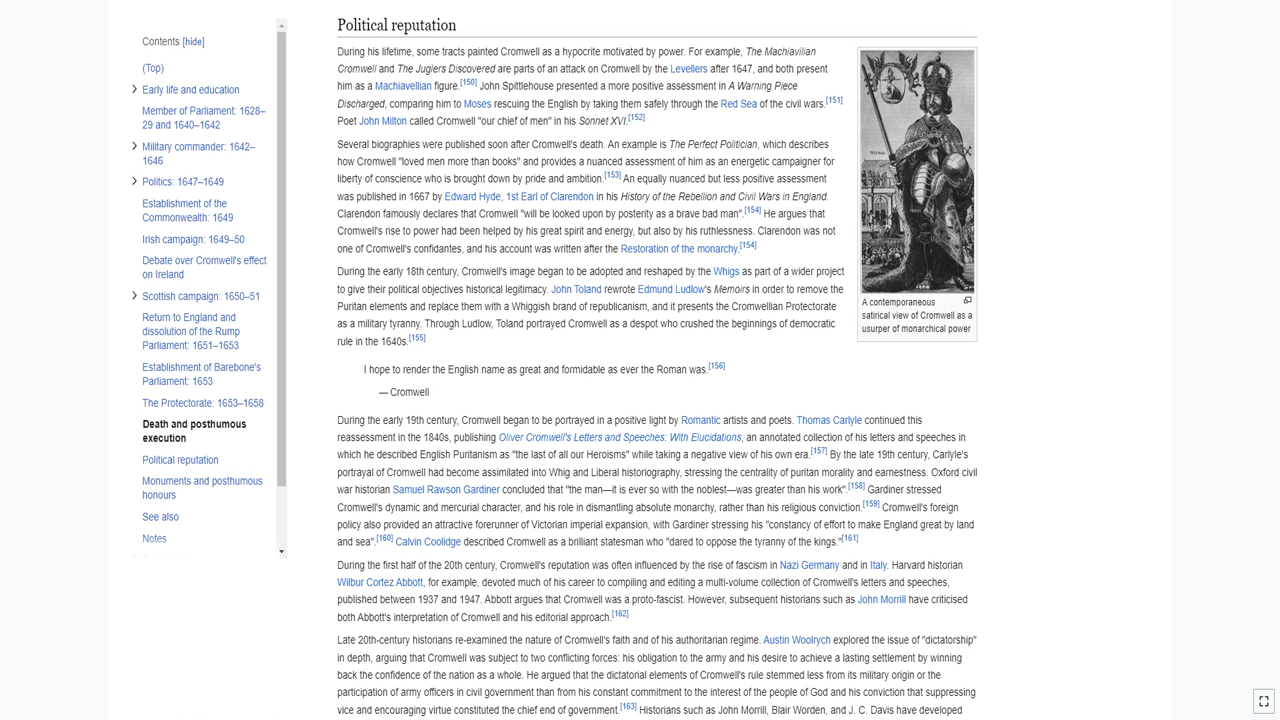 Contents [hide]
(Top)
Early life and education
Member of Parliament: 1628–
29 and 1640–1642
Military commander: 1642–
1646
Politics: 1647–1649
Establishment of the
Commonwealth: 1649
Irish campaign: 1649–50
Debate over Cromwell's effect
on Ireland
Scottish campaign: 1650–51
Return to England and
dissolution of the Rump
Parliament: 1651–1653
Establishment of Barebone's
Parliament: 1653
The Protectorate: 1653–1658
Death and posthumous
execution
Political reputation
Monuments and posthumous
honours
See also
Notes
Political reputation
During his lifetime, some tracts painted Cromwell as a hypocrite motivated by power. For example, The Machiavilian
Cromwell and The Juglers Discovered are parts of an attack on Cromwell by the Levellers after 1647, and both present
him as a Machiavellian figure.[150] John Spittlehouse presented a more positive assessment in A Warning Piece
Discharged, comparing him to Moses rescuing the English by taking them safely through the Red Sea of the civil wars.[151]
Poet John Milton called Cromwell "our chief of men" in his Sonnet XVI.[152]
Several biographies were published soon after Cromwell's death. An example is The Perfect Politician, which describes
how Cromwell "loved men more than books" and provides a nuanced assessment of him as an energetic campaigner for
liberty of conscience who is brought down by pride and ambition.[153] An equally nuanced but less positive assessment
was published in 1667 by Edward Hyde, 1st Earl of Clarendon in his History of the Rebellion and Civil Wars in England.
Clarendon famously declares that Cromwell "will be looked upon by posterity as a brave bad man".[154] He argues that
Cromwell's rise to power had been helped by his great spirit and energy, but also by his ruthlessness. Clarendon was not
one of Cromwell's confidantes, and his account was written after the Restoration of the monarchy.[154]
During the early 18th century, Cromwell's image began to be adopted and reshaped by the Whigs as part of a wider project
to give their political objectives historical legitimacy. John Toland rewrote Edmund Ludlow's Memoirs in order to remove the
Puritan elements and replace them with a Whiggish brand of republicanism, and it presents the Cromwellian Protectorate
as a military tyranny. Through Ludlow, Toland portrayed Cromwell as a despot who crushed the beginnings of democratic
rule in the 1640s.[155]
A contemporaneous
satirical view of Cromwell as a
usurper of monarchical power
I hope to render the English name as great and formidable as ever the Roman was.[156]
— Cromwell
During the early 19th century, Cromwell began to be portrayed in a positive light by Romantic artists and poets. Thomas Carlyle continued this
reassessment in the 1840s, publishing Oliver Cromwell's Letters and Speeches: With Elucidations, an annotated collection of his letters and speeches in
which he described English Puritanism as "the last of all our Heroisms" while taking a negative view of his own era.[157] By the late 19th century, Carlyle's
portrayal of Cromwell had become assimilated into Whig and Liberal historiography, stressing the centrality of puritan morality and earnestness. Oxford civil
war historian Samuel Rawson Gardiner concluded that "the man—it is ever so with the noblest—was greater than his work".[158] Gardiner stressed
Cromwell's dynamic and mercurial character, and his role in dismantling absolute monarchy, rather than his religious conviction.[159] Cromwell's foreign
policy also provided an attractive forerunner of Victorian imperial expansion, with Gardiner stressing his "constancy of effort to make England great by land
and sea".[160] Calvin Coolidge described Cromwell as a brilliant statesman who "dared to oppose the tyranny of the kings."[161]
During the first half of the 20th century, Cromwell's reputation was often influenced by the rise of fascism in Nazi Germany and in Italy. Harvard historian
Wilbur Cortez Abbott, for example, devoted much of his career to compiling and editing a multi-volume collection of Cromwell's letters and speeches,
published between 1937 and 1947. Abbott argues that Cromwell was a proto-fascist. However, subsequent historians such as John Morrill have criticised
both Abbott's interpretation of Cromwell and his editorial approach.[162]
Late 20th-century historians re-examined the nature of Cromwell's faith and of his authoritarian regime. Austin Woolrych explored the issue of "dictatorship"
in depth, arguing that Cromwell was subject to two conflicting forces: his obligation to the army and his desire to achieve a lasting settlement by winning
back the confidence of the nation as a whole. He argued that the dictatorial elements of Cromwell's rule stemmed less from its military origin or the
participation of army officers in civil government than from his constant commitment to the interest of the people of God and his conviction that suppressing
vice and encouraging virtue constituted the chief end of government.[163] Historians such as John Morrill, Blair Worden, and J. C. Davis have developed